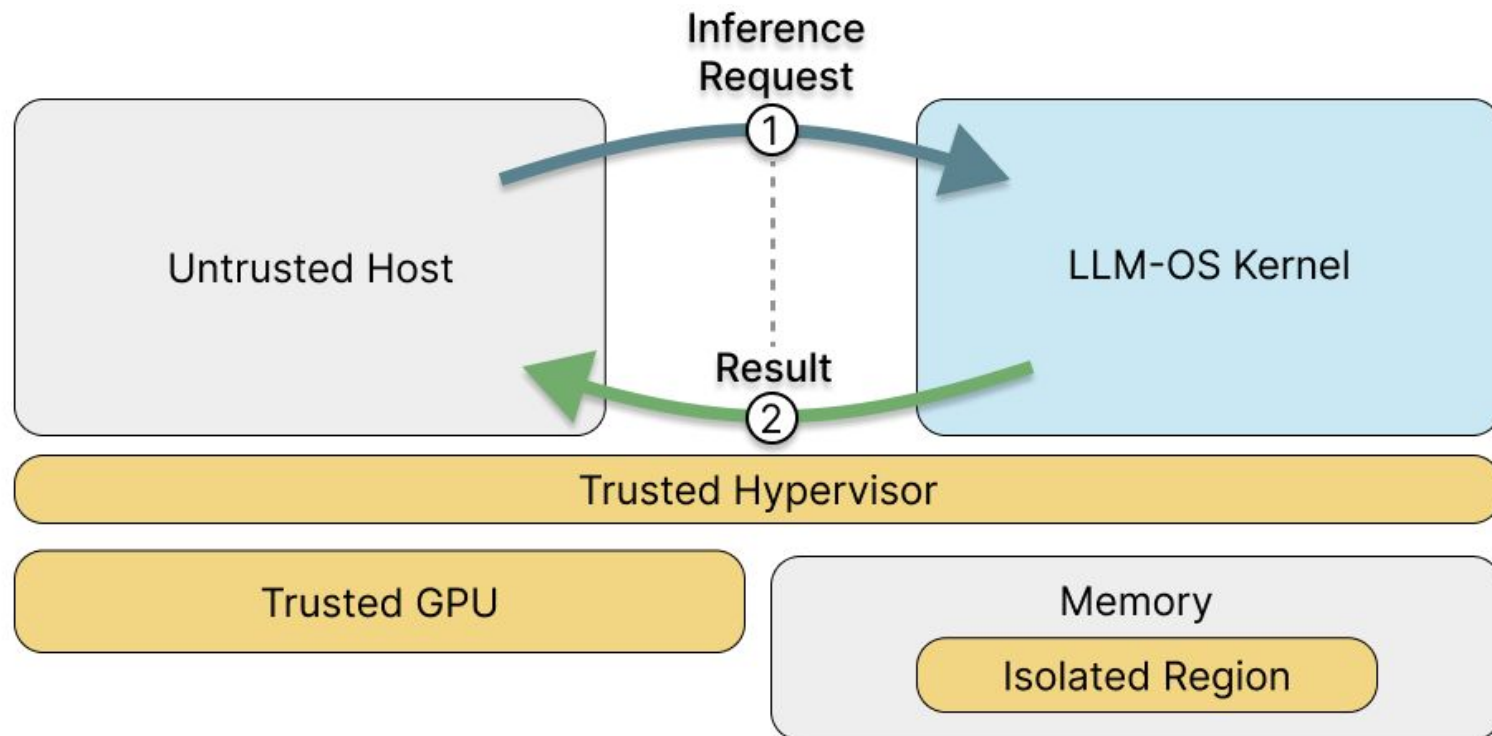 Inference
Request
1
Untrusted Host
LLM-OS Kernel
Result
2
Trusted Hypervisor
Trusted GPU
Memory
Isolated Region